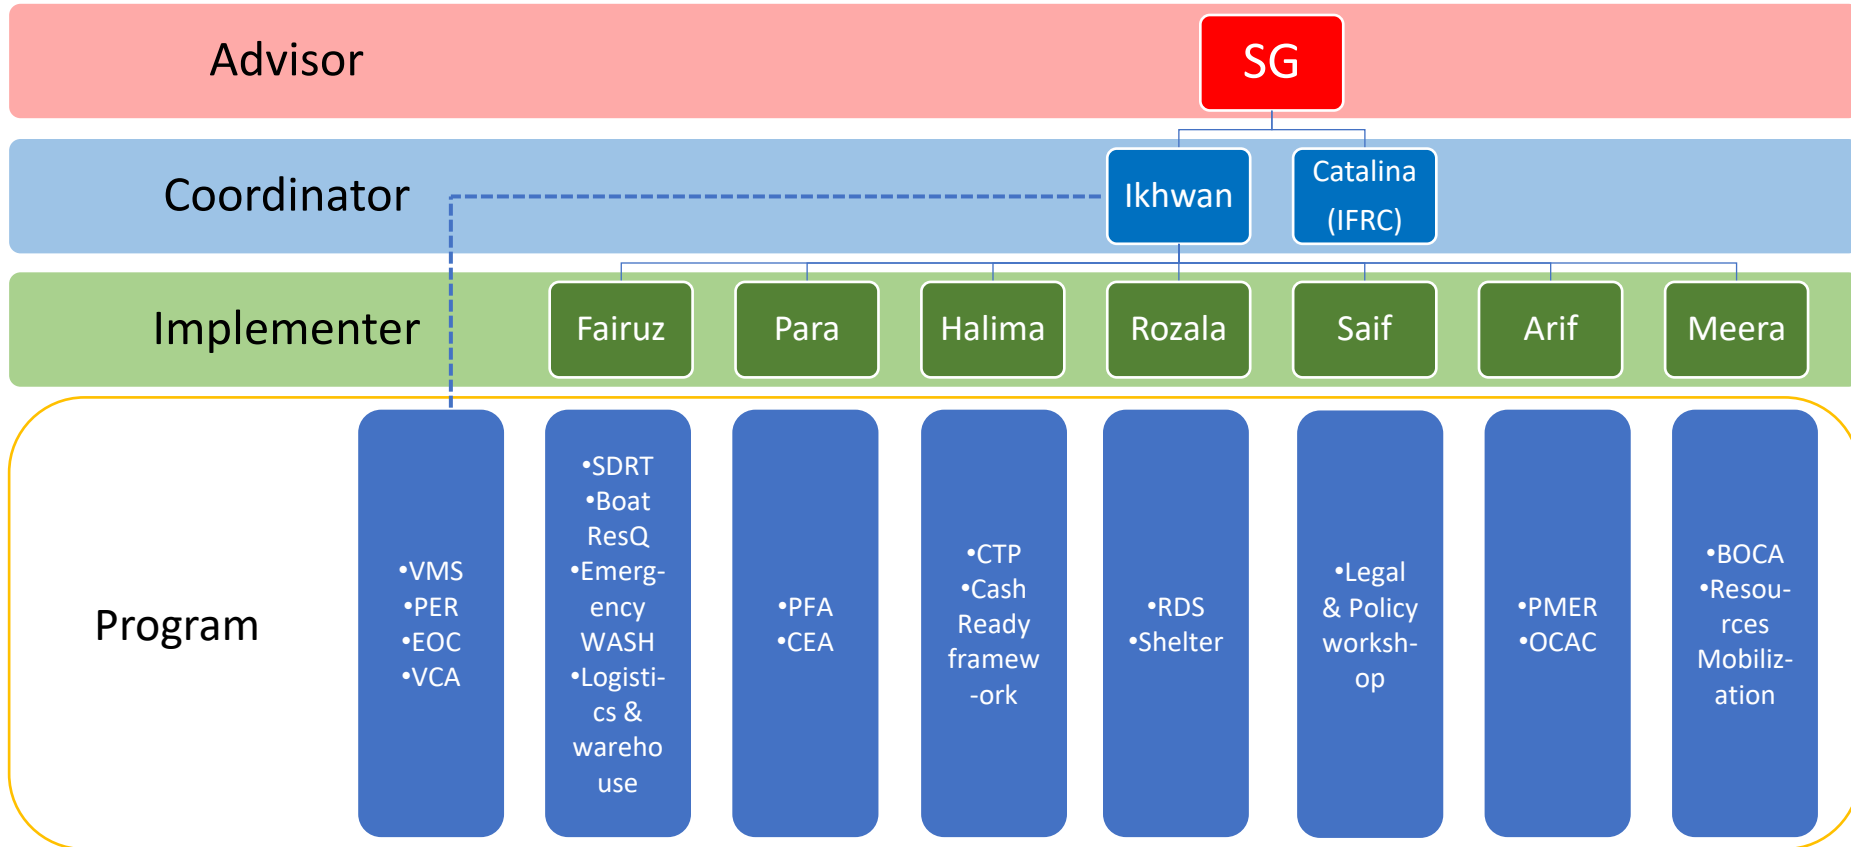 Advisor
SG
Coordinator
Ikhwan
Catalina
(IFRC)
Implementer
Fairuz
Para
Halima
Rozala
Saif
Arif
Meera
Program
•VMS
•PER
•EOC
•VCA
•SDRT
•Boat
ResQ
•Emerg-
ency
WASH
•Logisti-
cs &
wareho
use
•PFA
•CEA
•CTP
•Cash
Ready
framew
-ork
•RDS
•Shelter
•Legal
& Policy
worksh-
op
•PMER
•OCAC
•BOCA
•Resou-
rces
Mobiliz-
ation